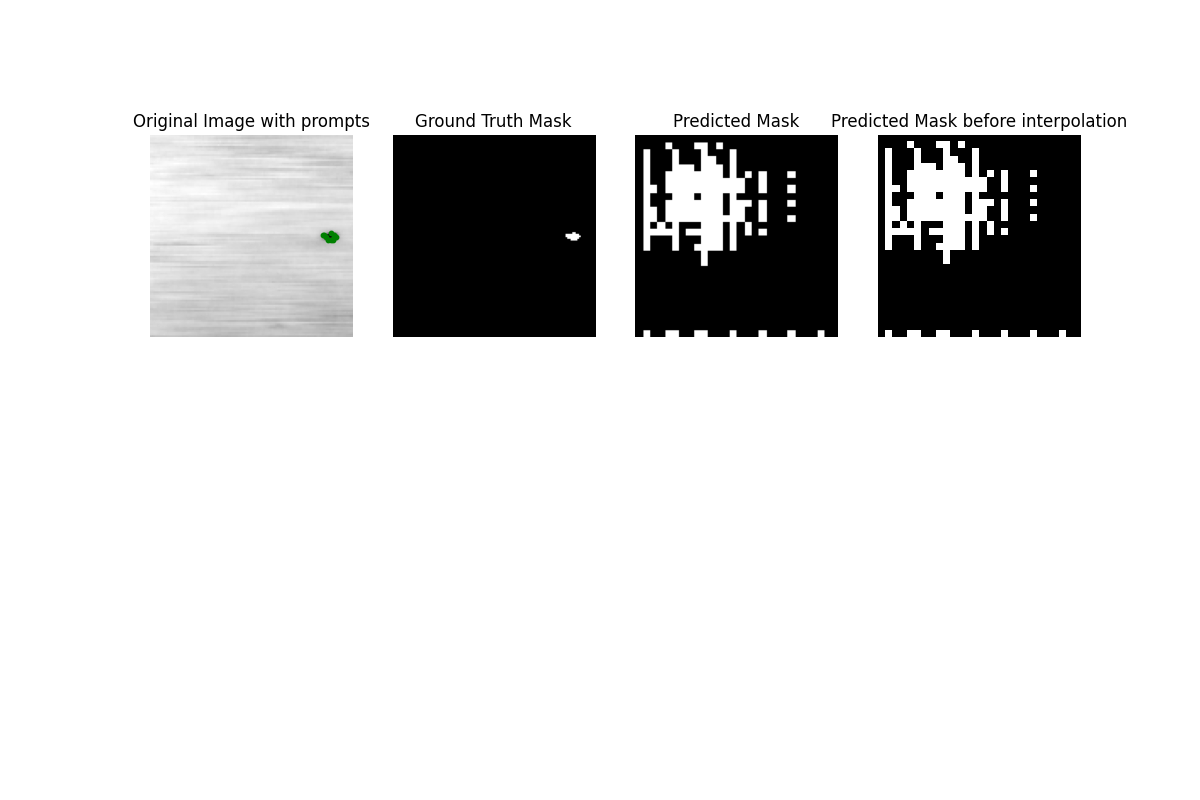 Original Image with prompts
Ground Truth Mask
Predicted Mask
Predicted Mask before interpolation